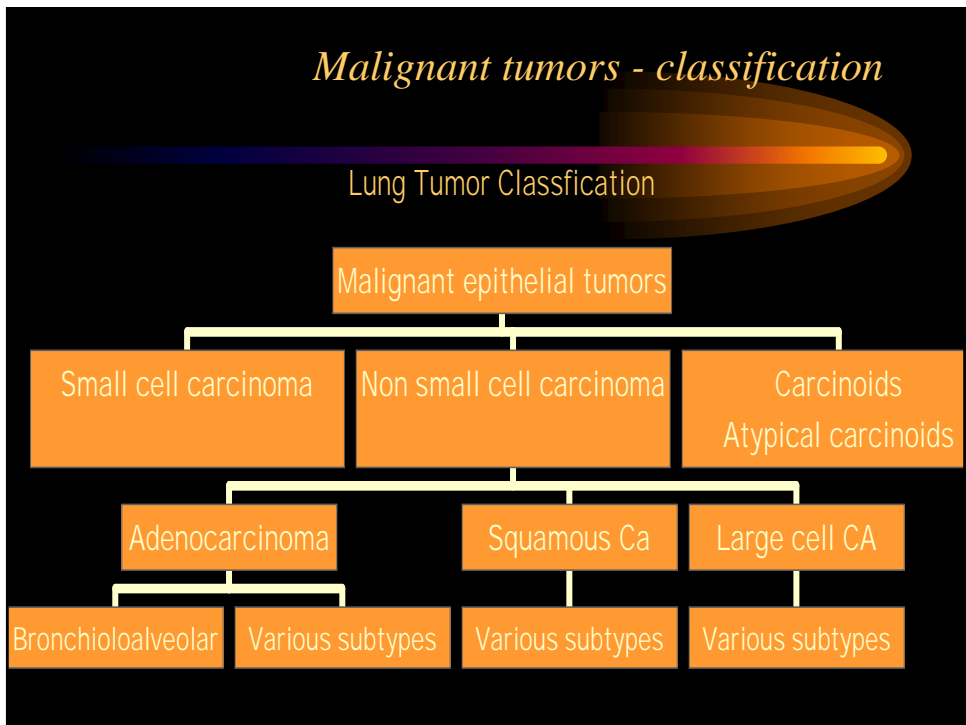 Malignant tumors - classification
Lung Tumor Classfication
Malignant epithelial tumors
Small cell carcinoma
Non small cell carcinoma
Carcinoids
Atypical carcinoids
Adenocarcinoma
Squamous Ca
Large cell CA
Bronchioloalveolar
Various subtypes
Various subtypes
Various subtypes